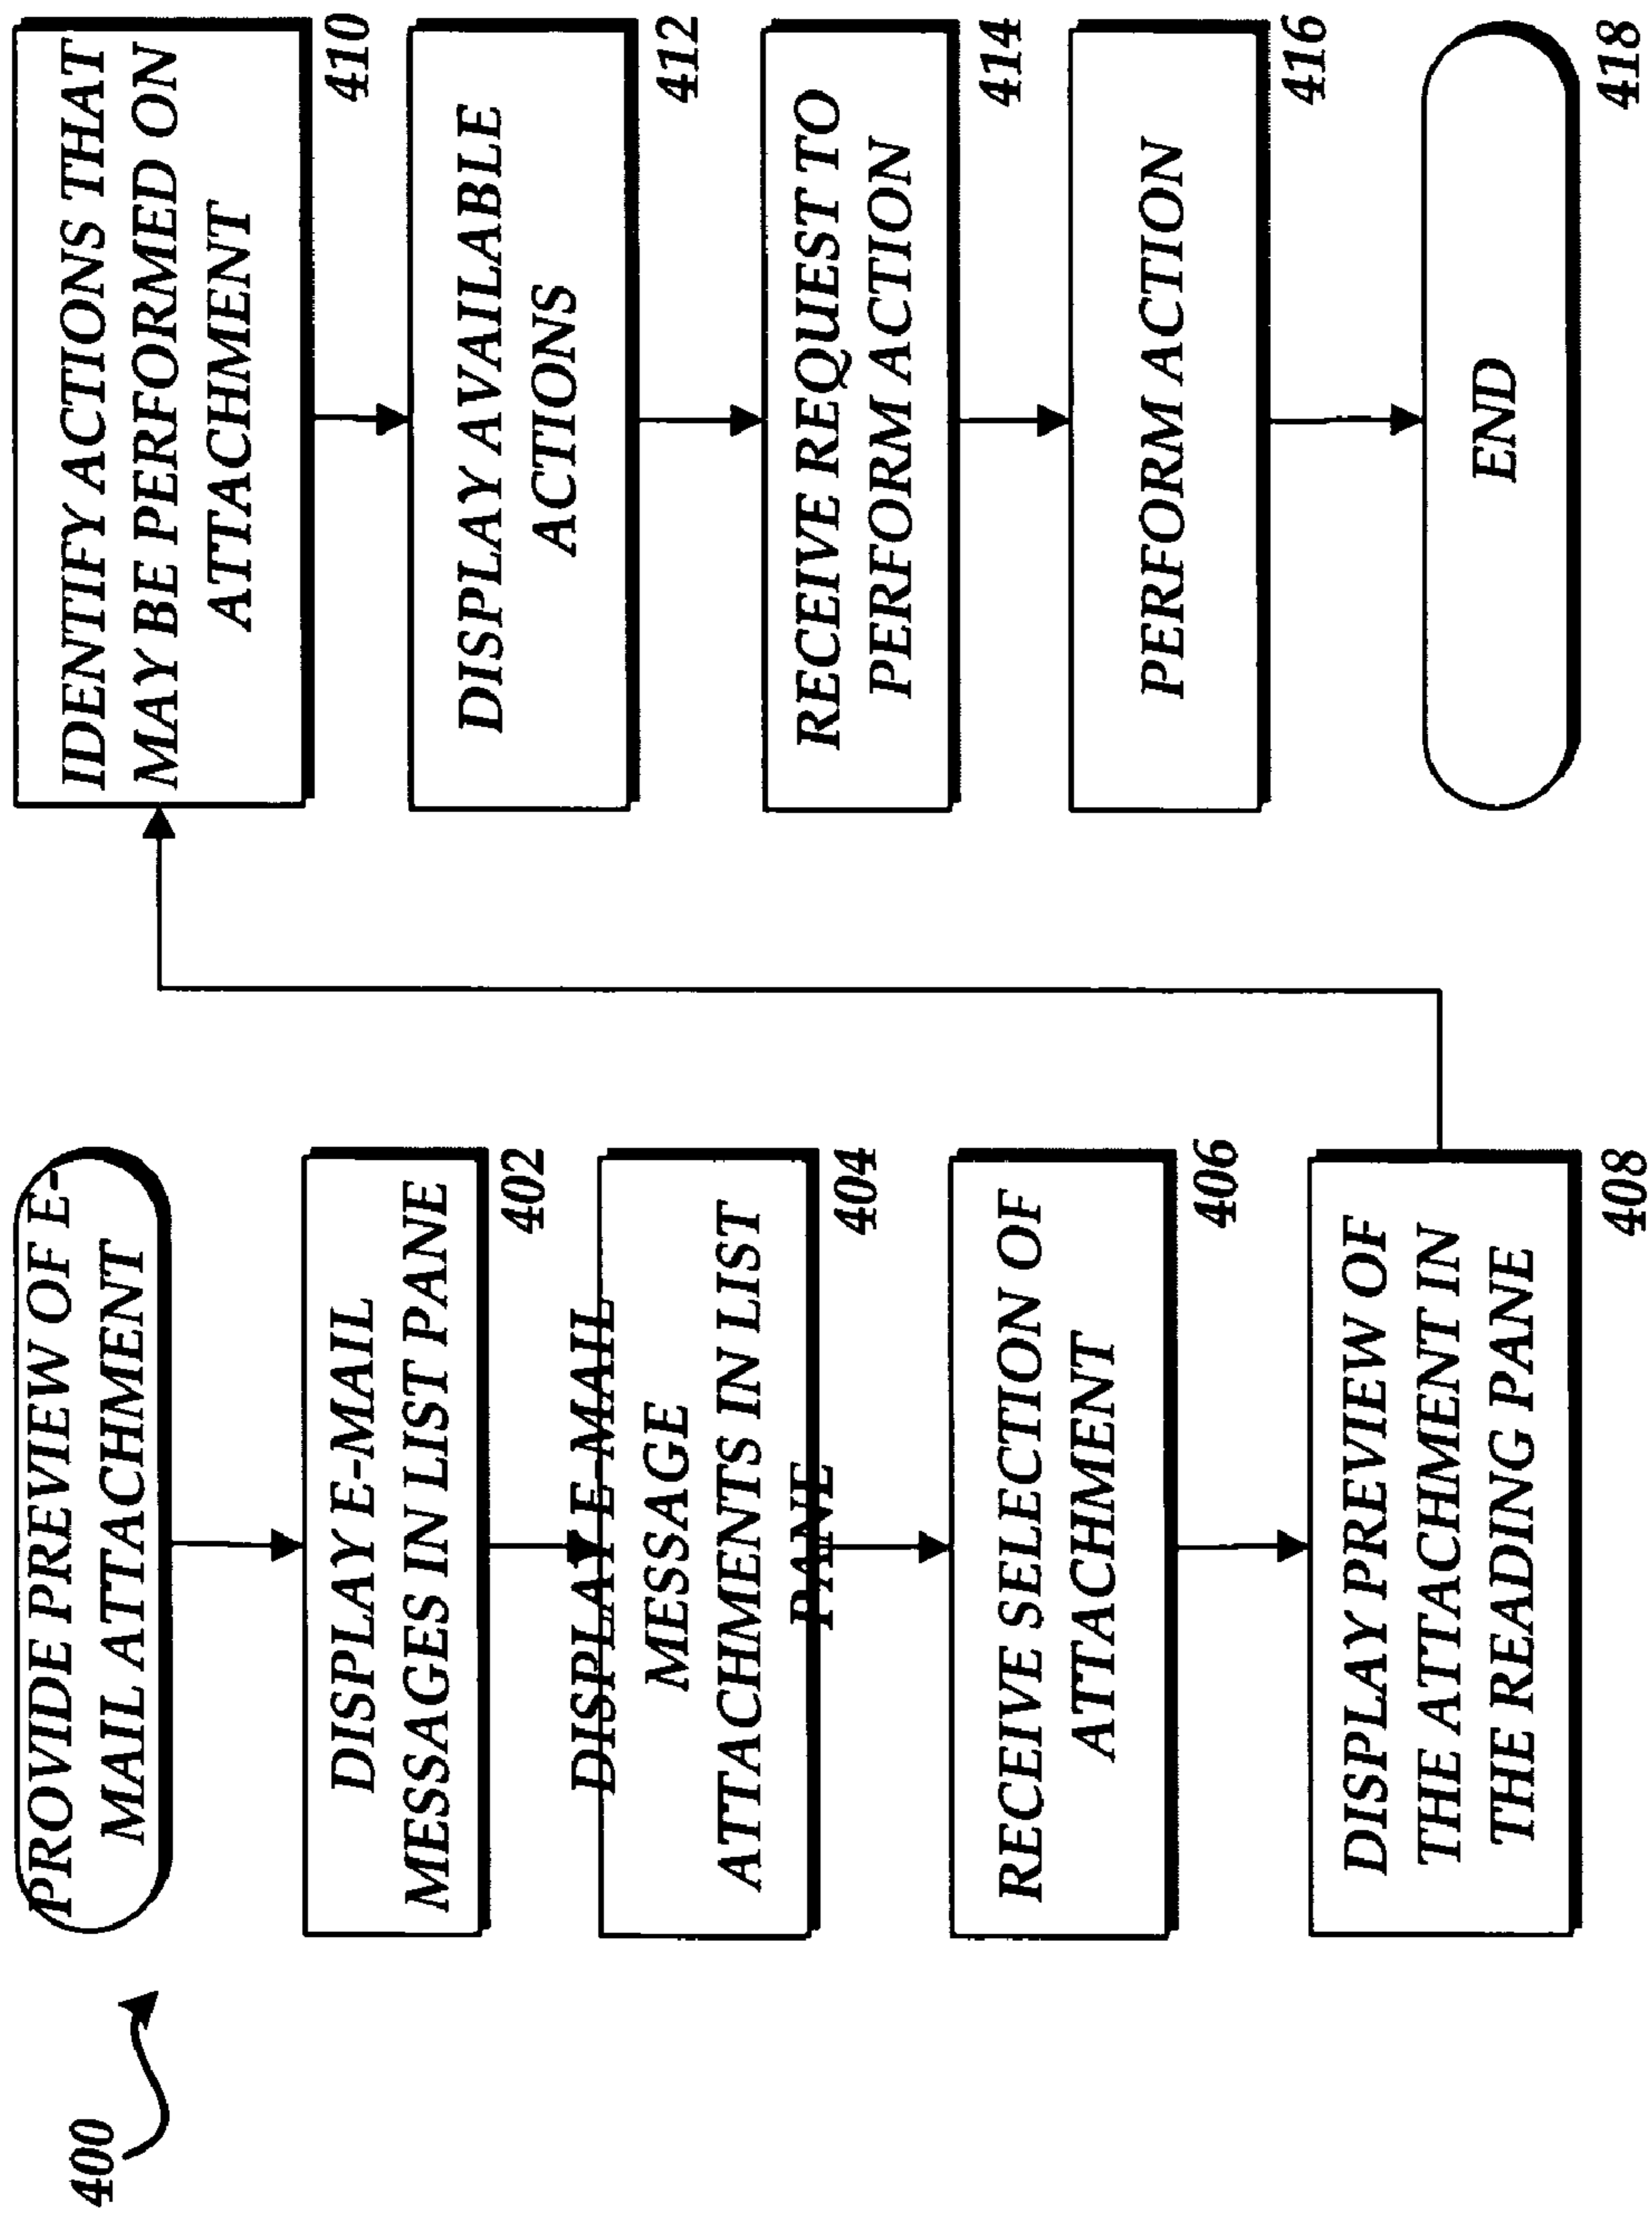 400
PROVIDE PREVIEW OF E-
MAIL ATTACHMENT
DISPLAY E-MAIL
MESSAGES IN LIST PANE
402
DISPLAY E-MAIL
MESSAGE
ATTACHMENTS IN LIST
PANE
404
RECEIVE SELECTION OF
ATTACHMENT
406
DISPLAY PREVIEW OF
THE ATTACHMENT IN
THE READING PANE
408
IDENTIFY ACTIONS THAT
MAY BE PERFORMED ON
ATTACHMENT
410
DISPLAY AVAILABLE
ACTIONS
412
RECEIVE REQUEST TO
PERFORM ACTION
414
PERFORM ACTION
416
END
418